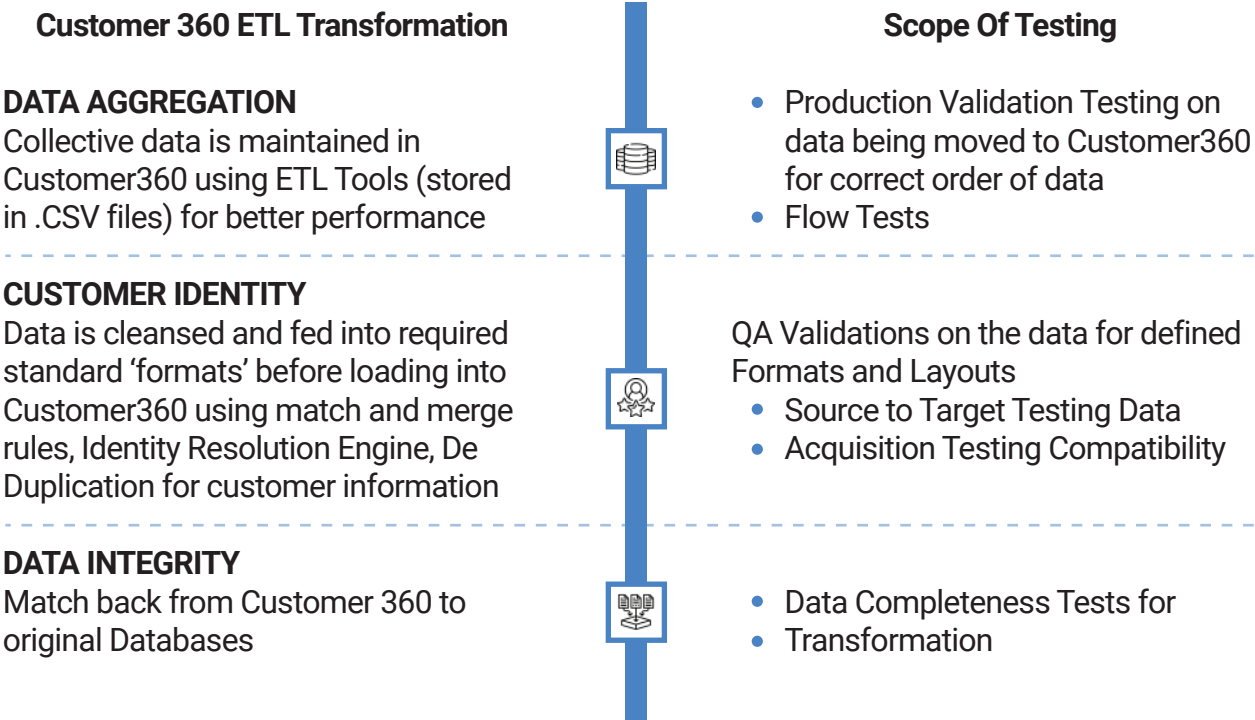 Customer 360 ETL Transformation
Scope Of Testing
DATA AGGREGATION
Collective data is maintained in
Customer360 using ETL Tools (stored
in .CSV files) for better performance
• Production Validation Testing on
data being moved to Customer360
for correct order of data
• Flow Tests
CUSTOMER IDENTITY
Data is cleansed and fed into required
standard ‘formats’ before loading into
Customer360 using match and merge
rules, Identity Resolution Engine, De
Duplication for customer information
QA Validations on the data for defined
Formats and Layouts
• Source to Target Testing Data
• Acquisition Testing Compatibility
DATA INTEGRITY
Match back from Customer 360 to
original Databases
• Data Completeness Tests for
• Transformation